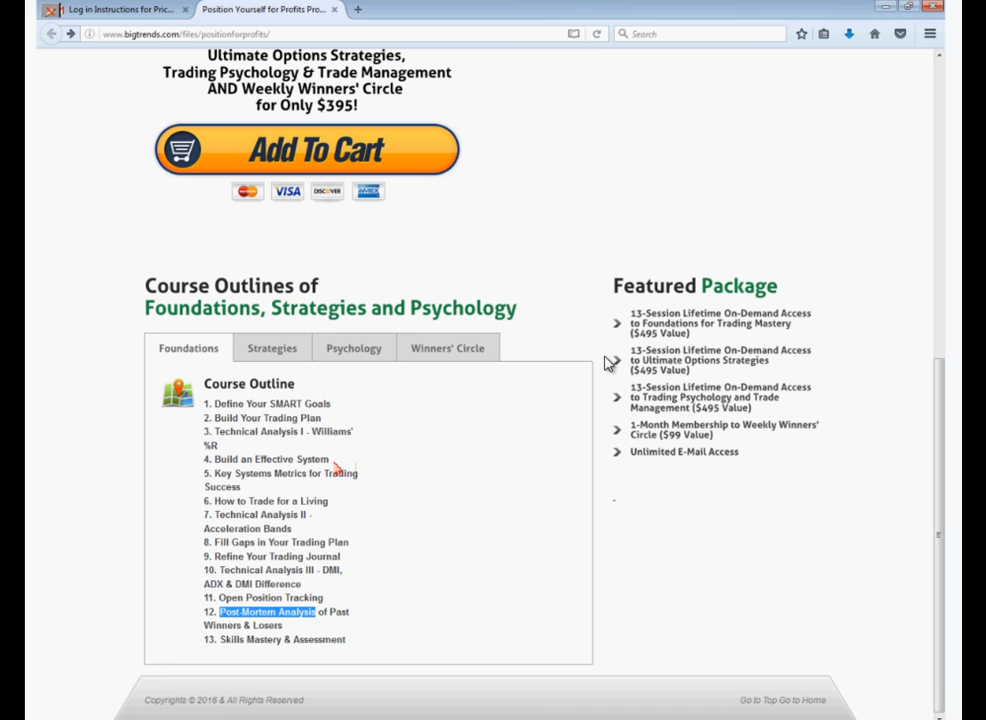 Log in Instructions for Pric...
Position Yourself for Profits Pro...
www.bigtrends.com/files/positionforprofits/
Search
Ultimate Options Strategies,
Trading Psychology & Trade Management
AND Weekly Winners' Circle
for Only $395!
Add To Cart
MasterCard
VISA
DISCOVER
AMEX
Course Outlines of
Foundations, Strategies and Psychology
Foundations
Strategies
Psychology
Winners' Circle
Course Outline
1. Define Your SMART Goals
2. Build Your Trading Plan
3. Technical Analysis I - Williams'
%R
4. Build an Effective System
5. Key Systems Metrics for Trading
Success
6. How to Trade for a Living
7. Technical Analysis II -
Acceleration Bands
8. Fill Gaps in Your Trading Plan
9. Refine Your Trading Journal
10. Technical Analysis III - DMI,
ADX & DMI Difference
11. Open Position Tracking
12. Post-Mortem Analysis of Past
Winners & Losers
13. Skills Mastery & Assessment
Featured Package
13-Session Lifetime On-Demand Access
to Foundations for Trading Mastery
($495 Value)
13-Session Lifetime On-Demand Access
to Ultimate Options Strategies
($495 Value)
13-Session Lifetime On-Demand Access
to Trading Psychology and Trade
Management ($495 Value)
1-Month Membership to Weekly Winners'
Circle ($99 Value)
Unlimited E-Mail Access
-
Copyrights © 2016 & All Rights Reserved
Go to Top Go to Home